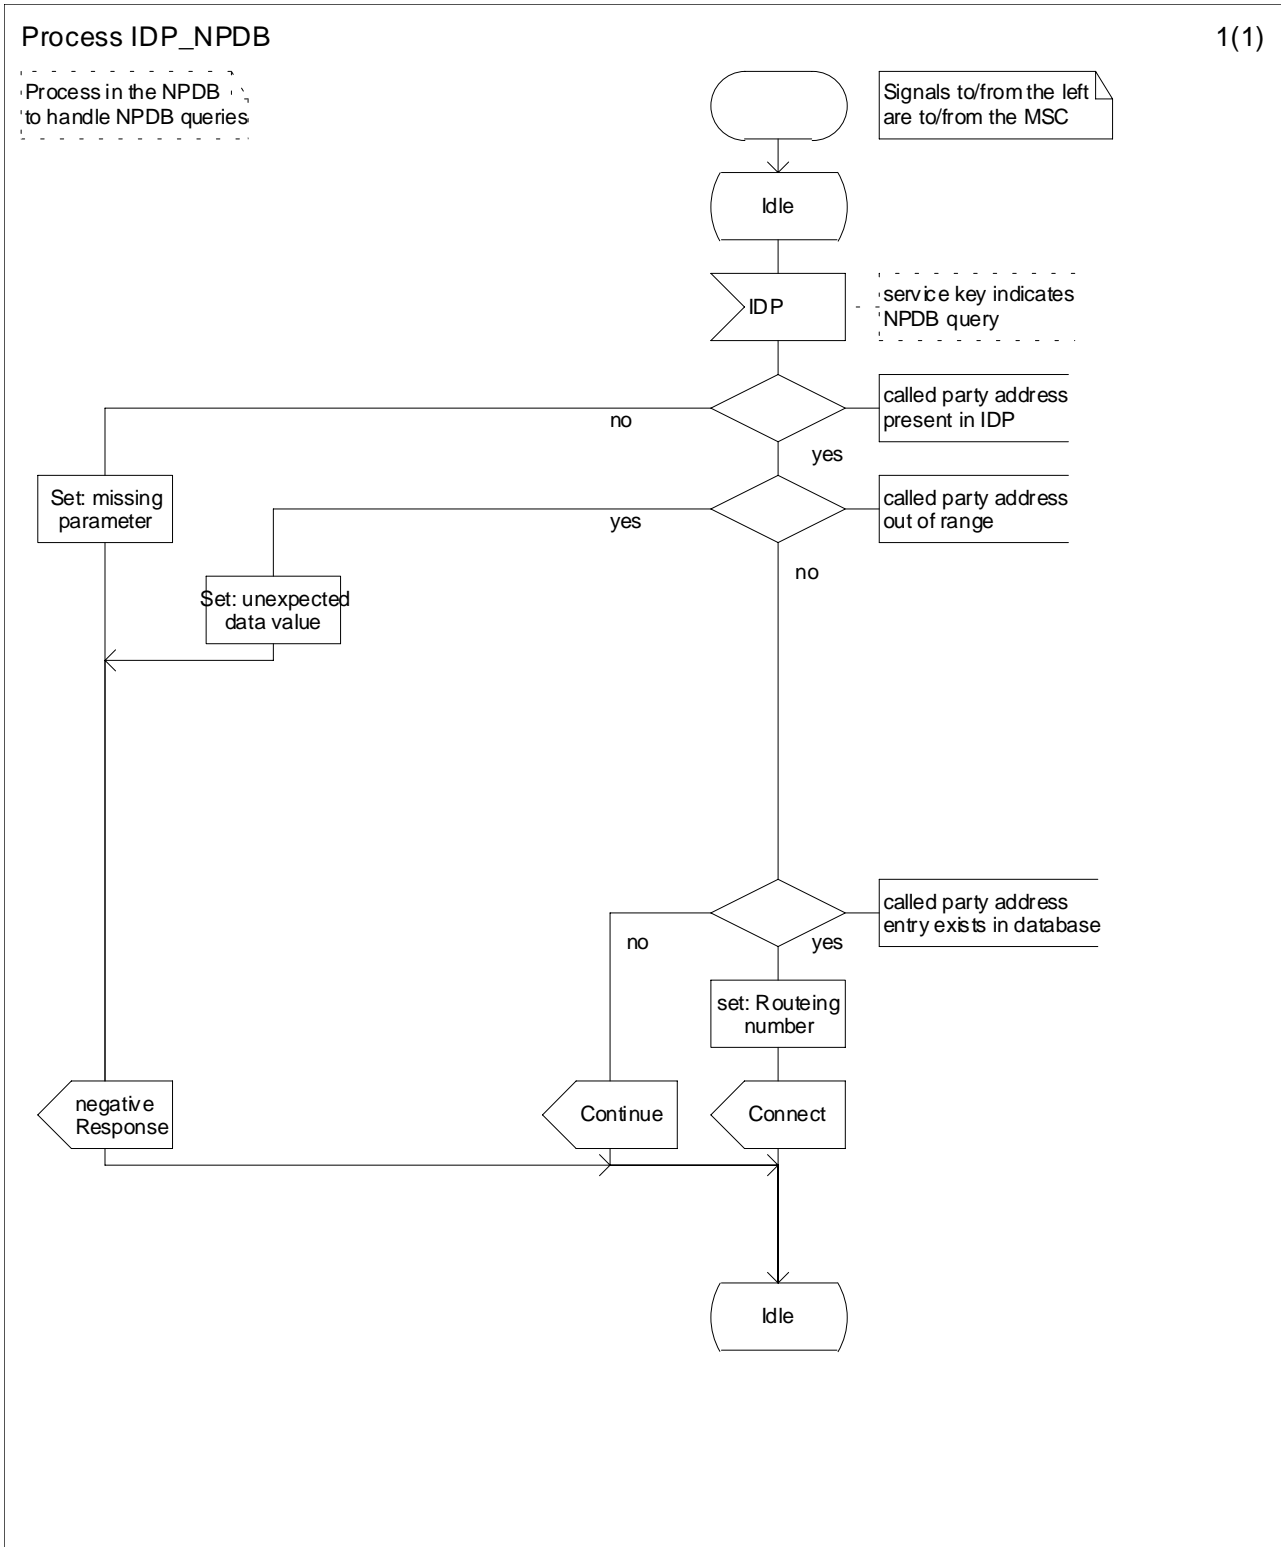 Process IDP_NPDB
1(1)
Process in the NPDB
to handle NPDB queries
Signals to/from the left
are to/from the MSC
Idle
IDP
service key indicates
NPDB query
called party address
present in IDP
no
yes
Set: missing
parameter
called party address
out of range
yes
no
Set: unexpected
data value
called party address
entry exists in database
no
yes
set: Routeing
number
negative
Response
Continue
Connect
Idle